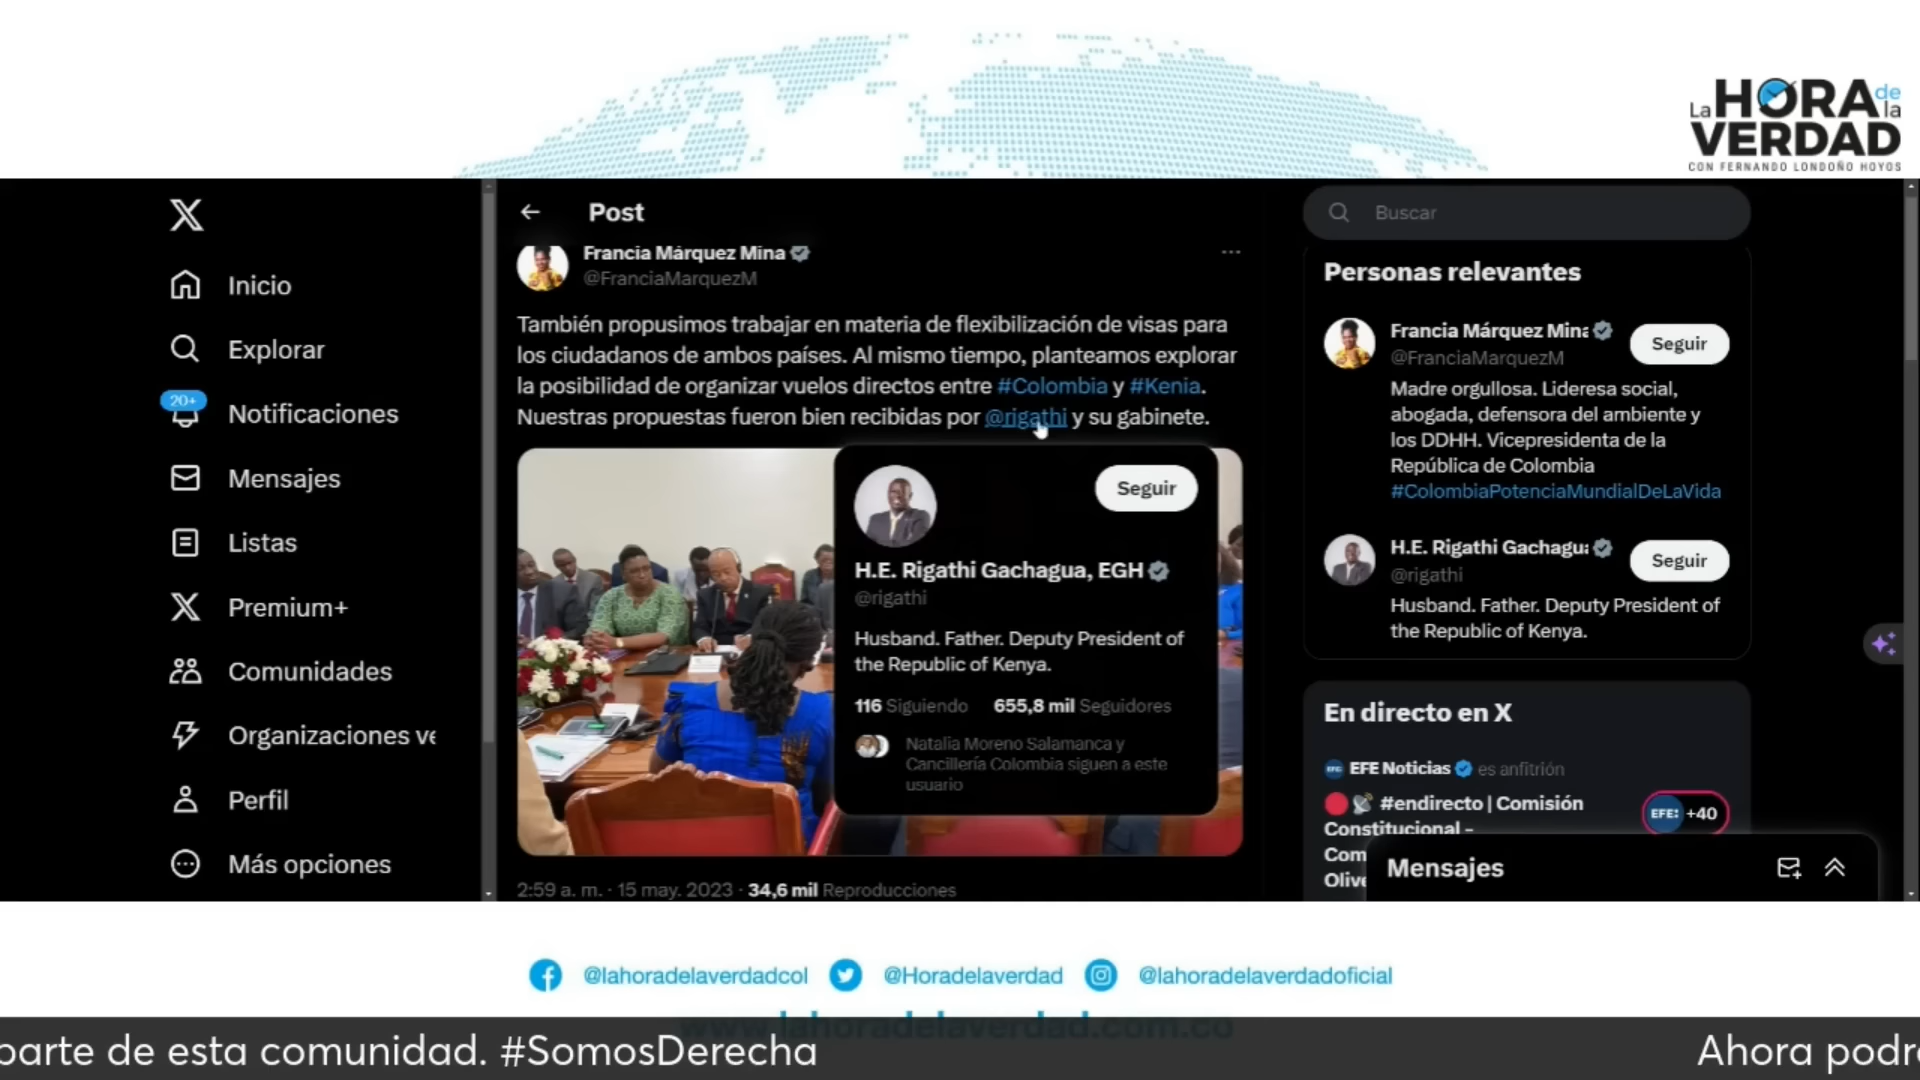 La HORA de la
VERDAD
CON FERNANDO LONDOÑO HOYOS
Inicio
Explorar
20+
Notificaciones
Mensajes
Listas
Premium+
Comunidades
Organizaciones ve
Perfil
Más opciones
Post
Francia Márquez Mina
@FranciaMarquezM
También propusimos trabajar en materia de flexibilización de visas para
los ciudadanos de ambos países. Al mismo tiempo, planteamos explorar
la posibilidad de organizar vuelos directos entre #Colombia y #Kenia.
Nuestras propuestas fueron bien recibidas por @rigathi y su gabinete.
Seguir
H.E. Rigathi Gachagua, EGH
@rigathi
Husband. Father. Deputy President of
the Republic of Kenya.
116 Siguiendo 655,8 mil Seguidores
Natalia Moreno Salamanca y
Cancillería Colombia siguen a este
usuario
2:59 a. m. · 15 may. 2023 · 34,6 mil Reproducciones
Buscar
Personas relevantes
Francia Márquez Mina
Seguir
@FranciaMarquezM
Madre orgullosa. Lideresa social,
abogada, defensora del ambiente y
los DDHH. Vicepresidenta de la
República de Colombia
#ColombiaPotenciaMundialDeLaVida
H.E. Rigathi Gachagua
Seguir
@rigathi
Husband. Father. Deputy President of
the Republic of Kenya.
En directo en X
EFE Noticias es anfitrión
#endirecto | Comisión
Constitucional -
Com
Olive
EFE: +40
Mensajes
@lahoradelaverdadcol @Horadelaverdad @lahoradelaverdadoficial
www.lahoradelaverdad.com.co
parte de esta comunidad. #SomosDerecha Ahora podr